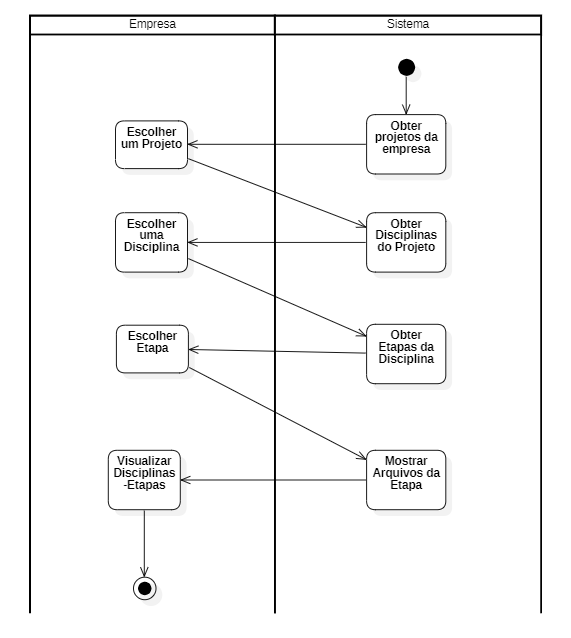 Empresa
Sistema
Obter
projetos da
empresa
Escolher
um Projeto
Obter
Disciplinas
do Projeto
Escolher
uma
Disciplina
Obter
Etapas da
Disciplina
Escolher
Etapa
Mostrar
Arquivos da
Etapa
Visualizar
Disciplinas
-Etapas